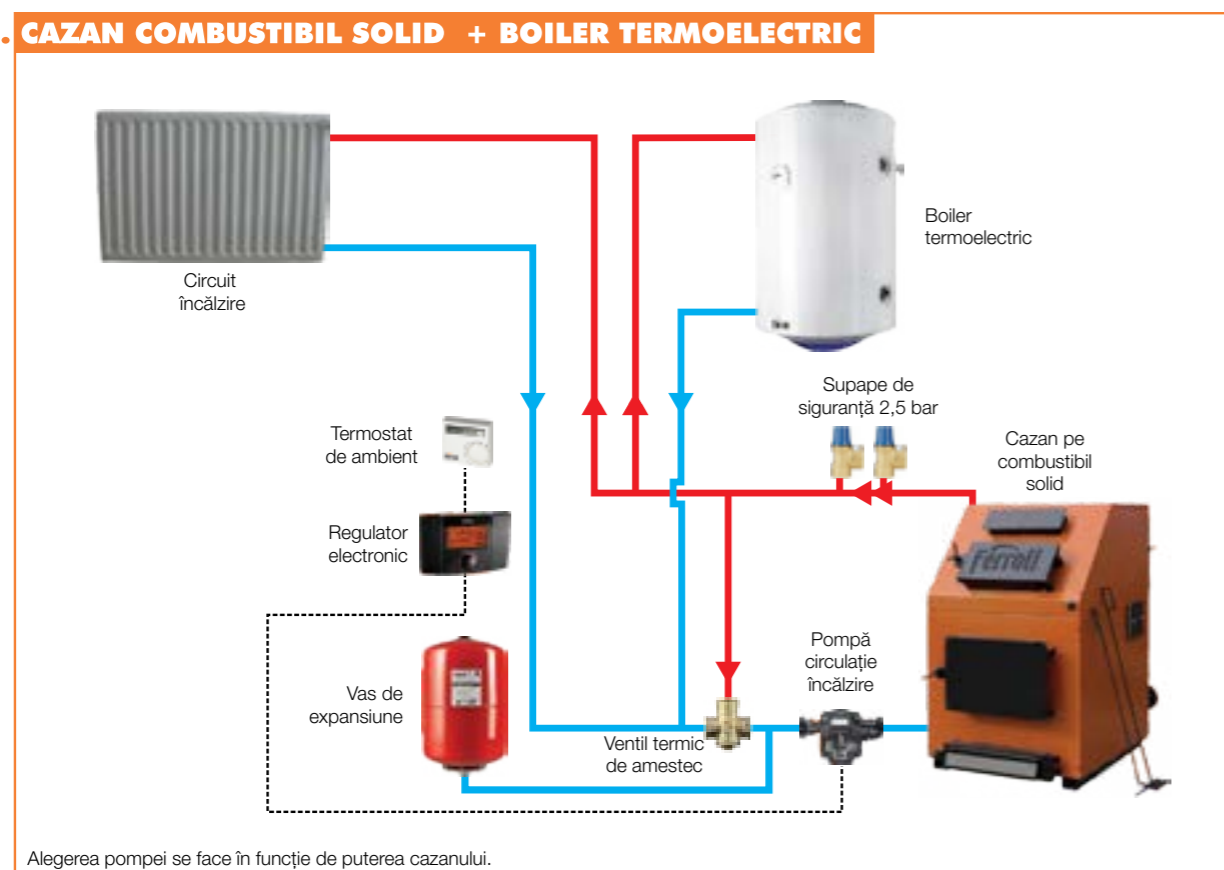 CAZAN COMBUSTIBIL SOLID + BOILER TERMOELECTRIC
Circuit
încălzire
Boiler
termoelectric
Supape de
siguranță 2,5 bar
Cazan pe
combustibil
solid
Termostat
de ambient
Regulator
electronic
Ferroli
Vas de
expansiune
Pompă
circulație
încălzire
Ventil termic
de amestec
Alegerea pompei se face în funcție de puterea cazanului.